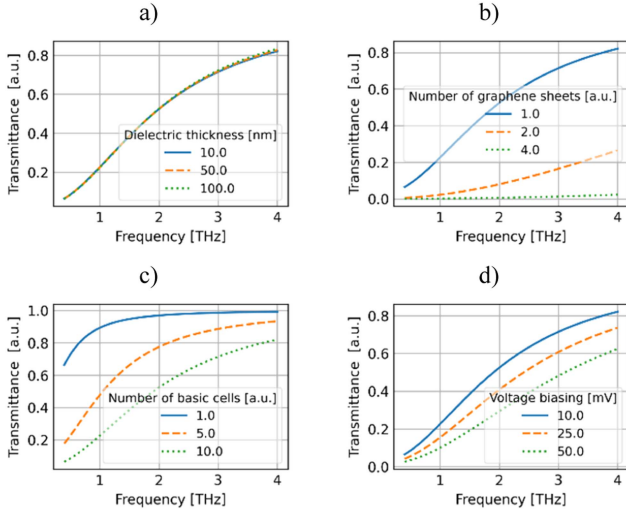 a)
Transmittance [a.u.]
0.8
0.6
0.4
0.2
Dielectric thickness [nm]
10.0
50.0
100.0
1 2 3 4
Frequency [THz]
b)
Transmittance [a.u.]
0.8
0.6
0.4
0.2
0.0
Number of graphene sheets [a.u.]
1.0
2.0
4.0
1 2 3 4
Frequency [THz]
c)
Transmittance [a.u.]
1.0
0.8
0.6
0.4
0.2
Number of basic cells [a.u.]
1.0
5.0
10.0
1 2 3 4
Frequency [THz]
d)
Transmittance [a.u.]
0.8
0.6
0.4
0.2
0.0
Voltage biasing [mV]
10.0
25.0
50.0
1 2 3 4
Frequency [THz]